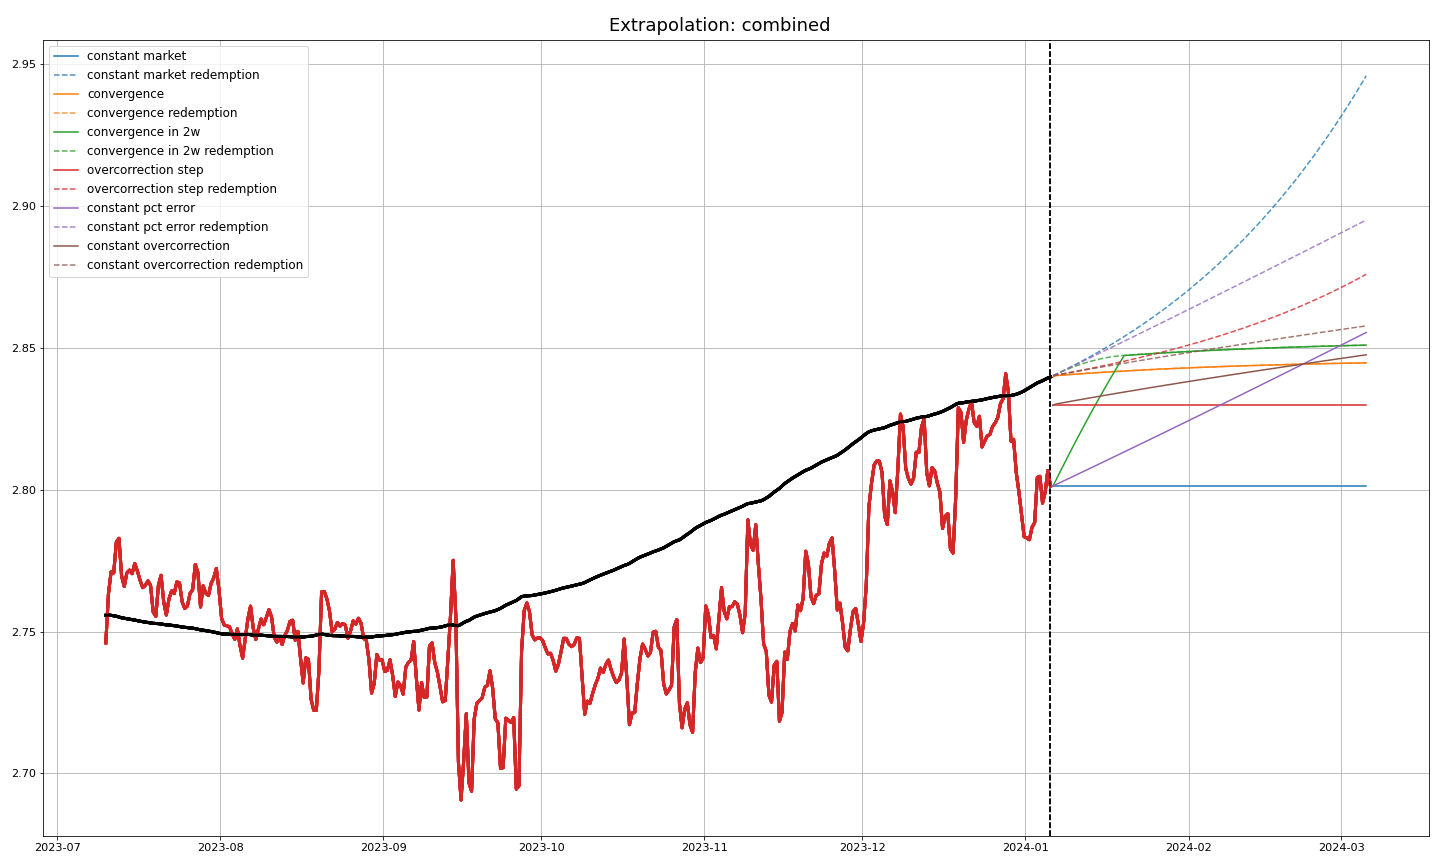 Extrapolation: combined
constant market
constant market redemption
convergence
convergence redemption
convergence in 2w
convergence in 2w redemption
overcorrection step
overcorrection step redemption
constant pct error
constant pct error redemption
constant overcorrection
constant overcorrection redemption
2.95
2.90
2.85
2.80
2.75
2.70
2023-07
2023-08
2023-09
2023-10
2023-11
2023-12
2024-01
2024-02
2024-03